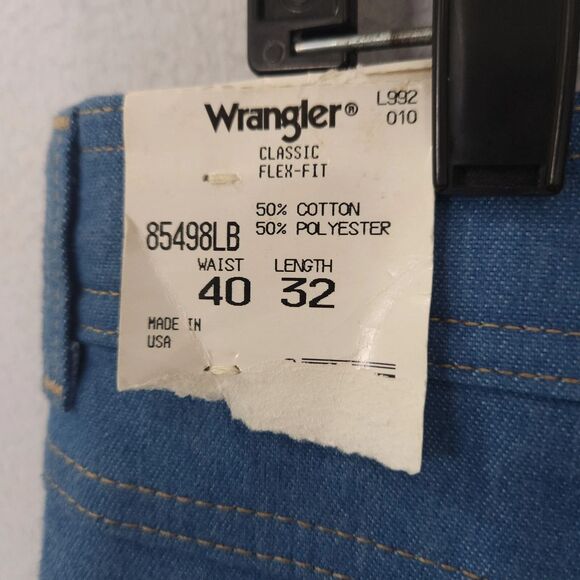 Wrangler® L992
010
CLASSIC
FLEX-FIT
50% COTTON
85498LB 50% POLYESTER
WAIST LENGTH
40 32
MADE IN
USA